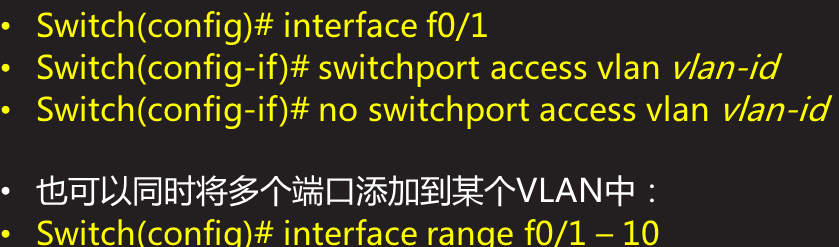 • Switch(config)# interface f0/1
• Switch(config-if)# switchport access vlan vlan-id
• Switch(config-if)# no switchport access vlan vlan-id
• 也可以同时将多个端口添加到某个VLAN中：
• Switch(config)# interface range f0/1 – 10